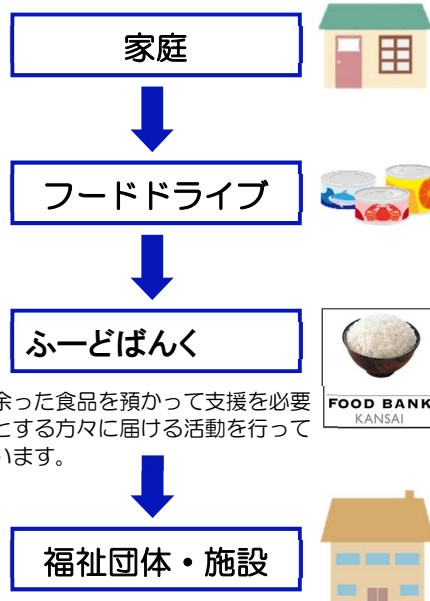 家庭
フードドライブ
ふーどばんく
FOOD BANK
KANSAI
余った食品を預かって支援を必要
とする方々に届ける活動を行って
います。
福祉団体・施設